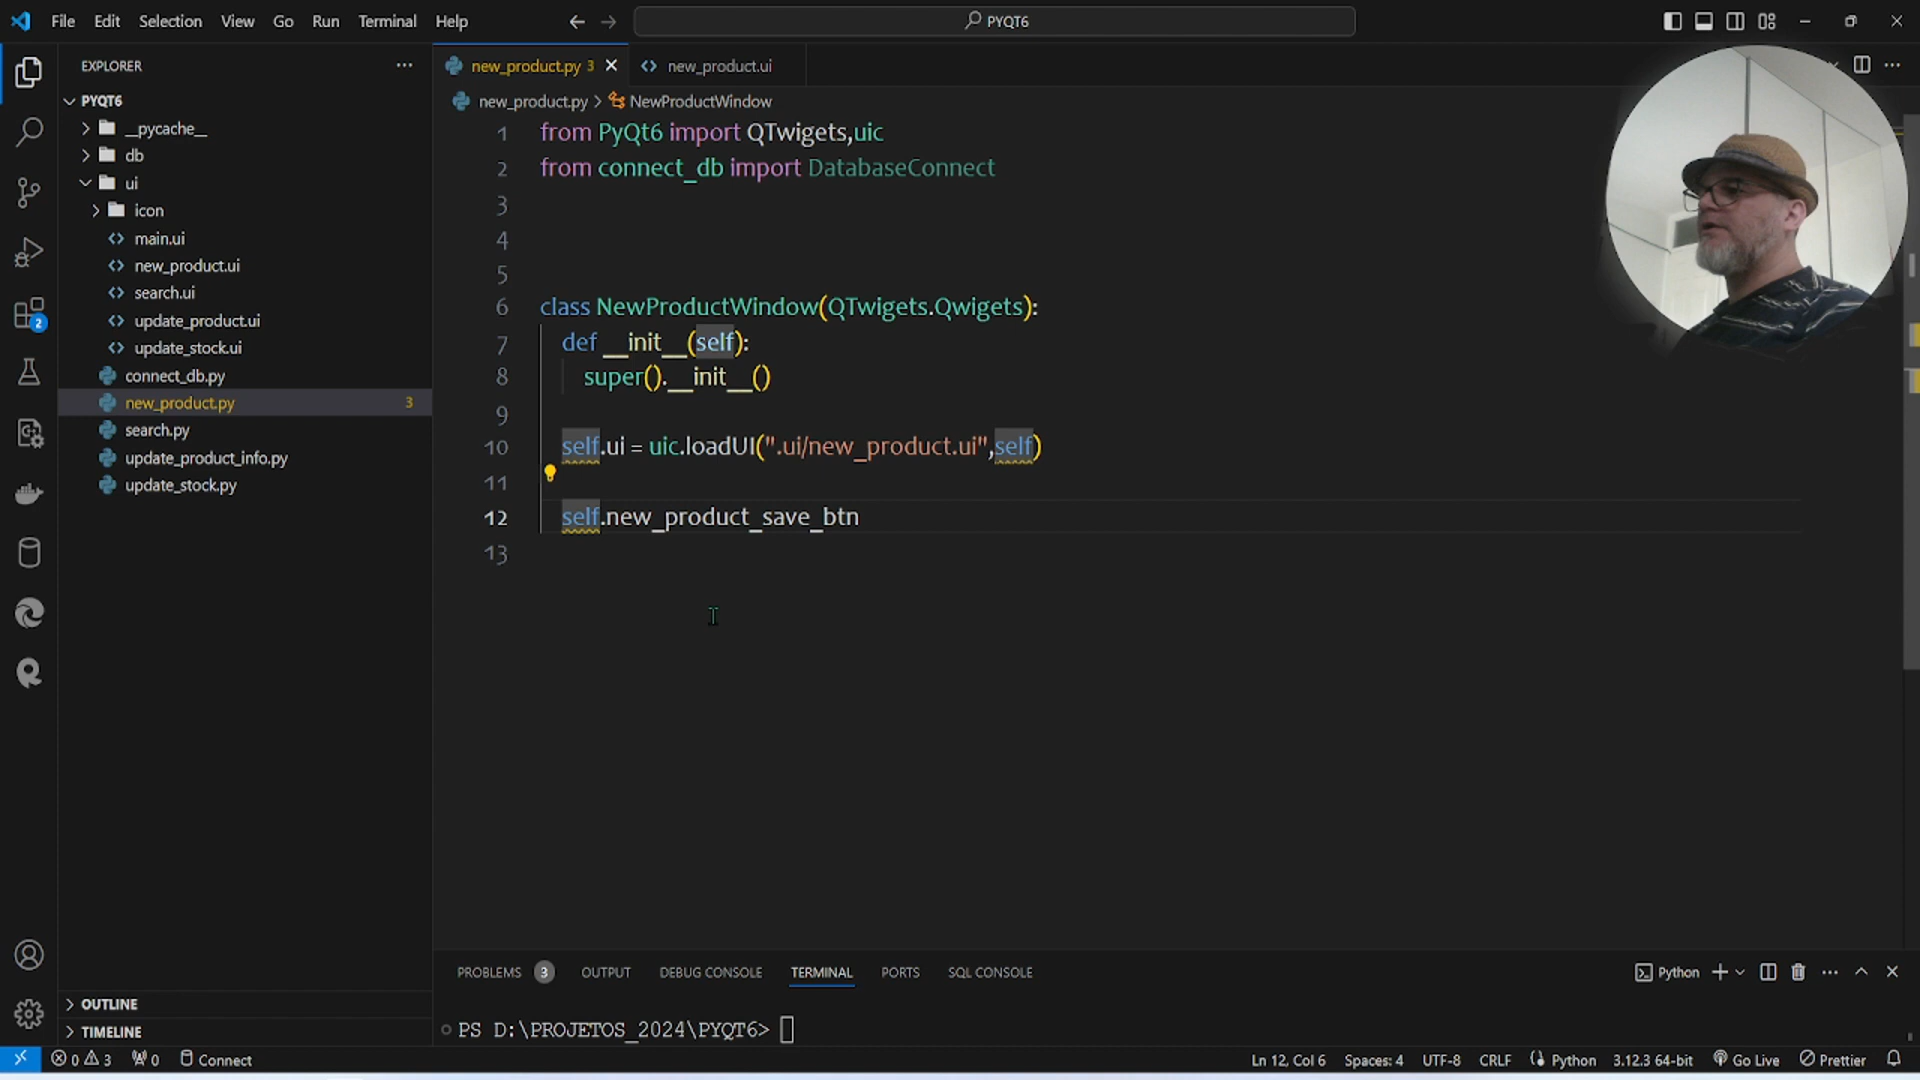 File Edit Selection View Go Run Terminal Help
PYQT6
EXPLORER
new_product.py 3
new_product.ui
PYQT6
new_product.py > NewProductWindow
__pycache__
db
ui
icon
main.ui
new_product.ui
search.ui
update_product.ui
update_stock.ui
connect_db.py
new_product.py 3
search.py
update_product_info.py
update_stock.py
2
1 from PyQt6 import QTwigets,uic
2 from connect_db import DatabaseConnect
3
4
5
6 class NewProductWindow(QTwigets.Qwigets):
7 def __init__(self):
8 super().__init__()
9
10 self.ui = uic.loadUI(".ui/new_product.ui",self)
11
12 self.new_product_save_btn
13
PROBLEMS 3 OUTPUT DEBUG CONSOLE TERMINAL PORTS SQL CONSOLE
Python
OUTLINE
TIMELINE
PS D:\PROJETOS_2024\PYQT6>
0 3 0 Connect
Ln 12, Col 6 Spaces: 4 UTF-8 CRLF Python 3.12.3 64-bit Go Live Prettier